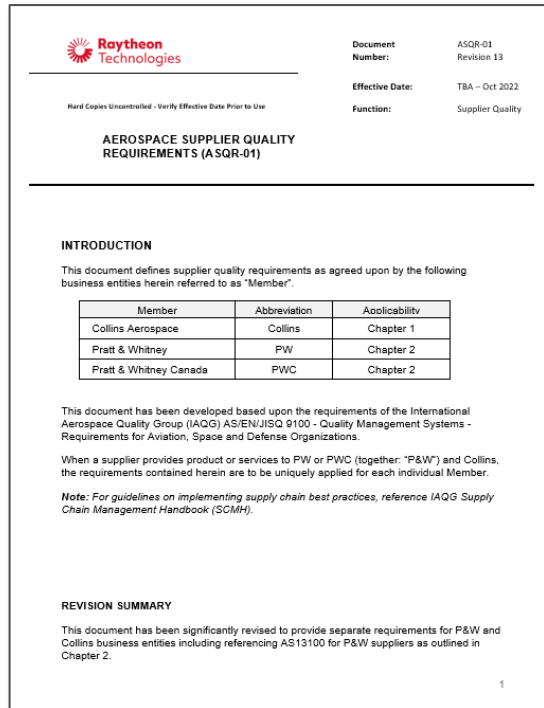 Raytheon
Technologies
Document
Number:
ASQR-01
Revision 13
Effective Date:
TBA – Oct 2022
Hard Copies Uncontrolled - Verify Effective Date Prior to Use
Function:
Supplier Quality
AEROSPACE SUPPLIER QUALITY
REQUIREMENTS (ASQR-01)
INTRODUCTION
This document defines supplier quality requirements as agreed upon by the following
business entities herein referred to as "Member".
Member Abbreviation Applicability
Collins Aerospace Collins Chapter 1
Pratt & Whitney PW Chapter 2
Pratt & Whitney Canada PWC Chapter 2
This document has been developed based upon the requirements of the International
Aerospace Quality Group (IAQG) AS/EN/JISQ 9100 - Quality Management Systems -
Requirements for Aviation, Space and Defense Organizations.
When a supplier provides product or services to PW or PWC (together: "P&W") and Collins,
the requirements contained herein are to be uniquely applied for each individual Member.
Note: For guidelines on implementing supply chain best practices, reference IAQG Supply
Chain Management Handbook (SCMH).
REVISION SUMMARY
This document has been significantly revised to provide separate requirements for P&W and
Collins business entities including referencing AS13100 for P&W suppliers as outlined in
Chapter 2.
1